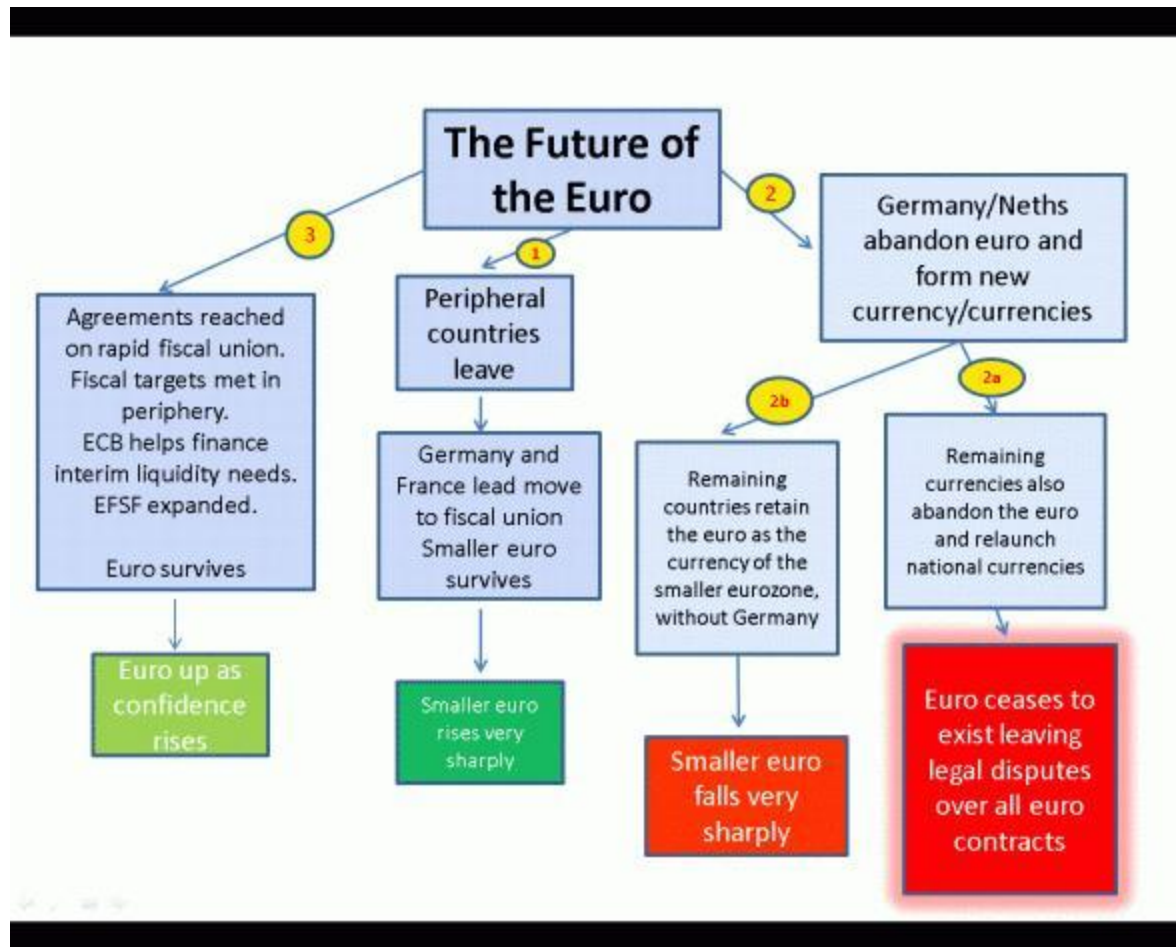 The Future of
the Euro
3
1
2
Germany/Neths
abandon euro and
form new
currency/currencies
Agreements reached
on rapid fiscal union.
Fiscal targets met in
periphery.
ECB helps finance
interim liquidity needs.
EFSF expanded.
Euro survives
Peripheral
countries
leave
2b
2a
Germany and
France lead move
to fiscal union
Smaller euro
survives
Remaining
countries retain
the euro as the
currency of the
smaller eurozone,
without Germany
Remaining
currencies also
abandon the euro
and relaunch
national currencies
Euro up as
confidence
rises
Smaller euro
rises very
sharply
Smaller euro
falls very
sharply
Euro ceases to
exist leaving
legal disputes
over all euro
contracts